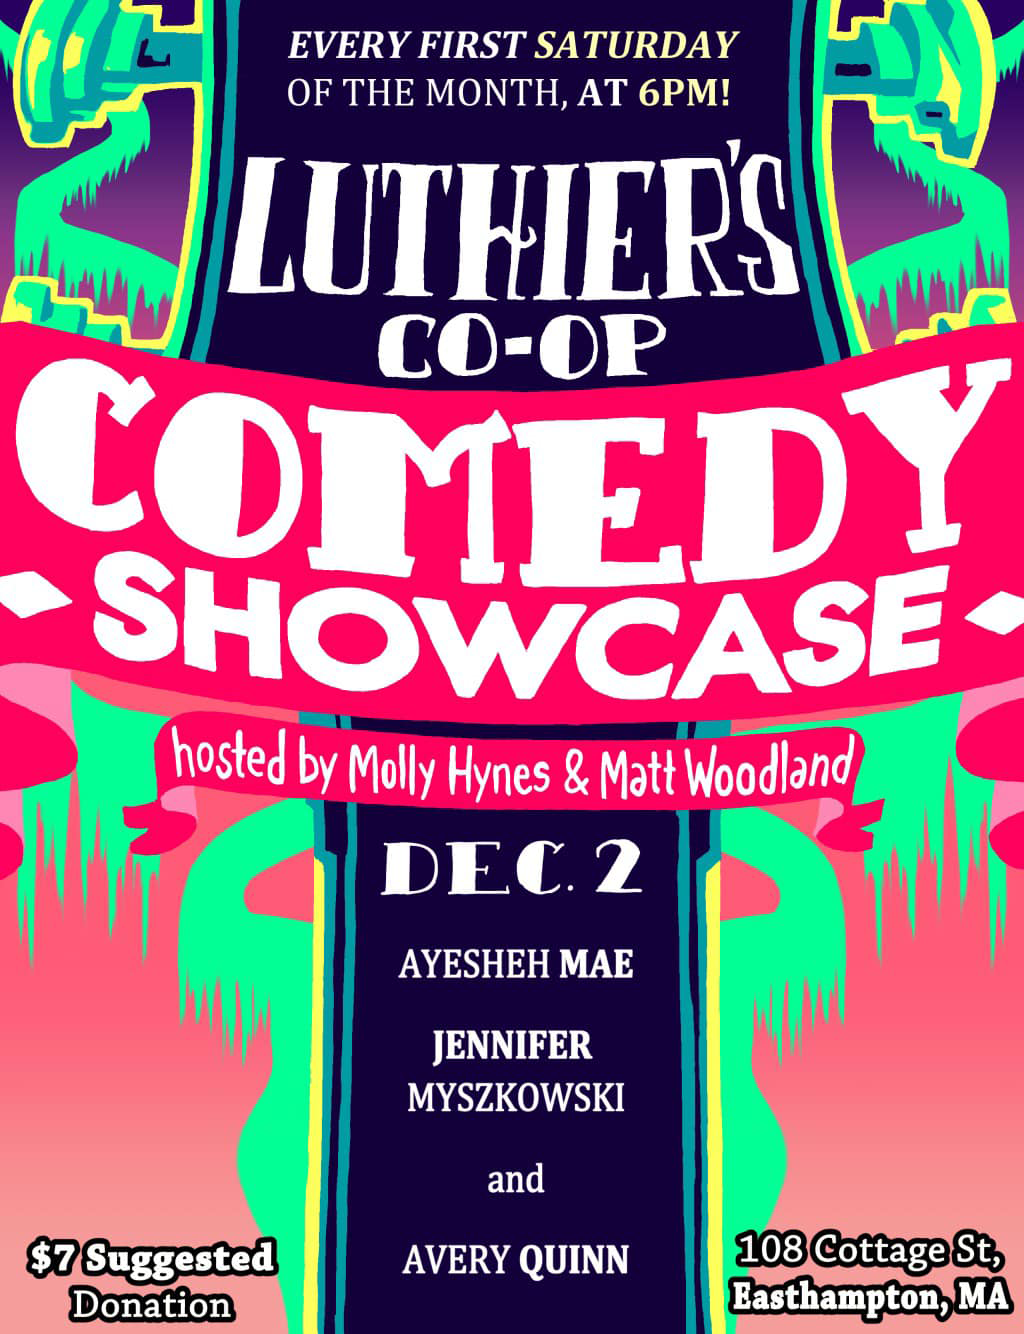 EVERY FIRST SATURDAY
OF THE MONTH, AT 6PM!
LUTHIER'S
CO-OP
COMEDY
SHOWCASE
hosted by Molly Hynes & Matt Woodland
DEC. 2
AYESHEH MAE
JENNIFER
MYSZKOWSKI
and
AVERY QUINN
$7 Suggested
Donation
108 Cottage St,
Easthampton, MA